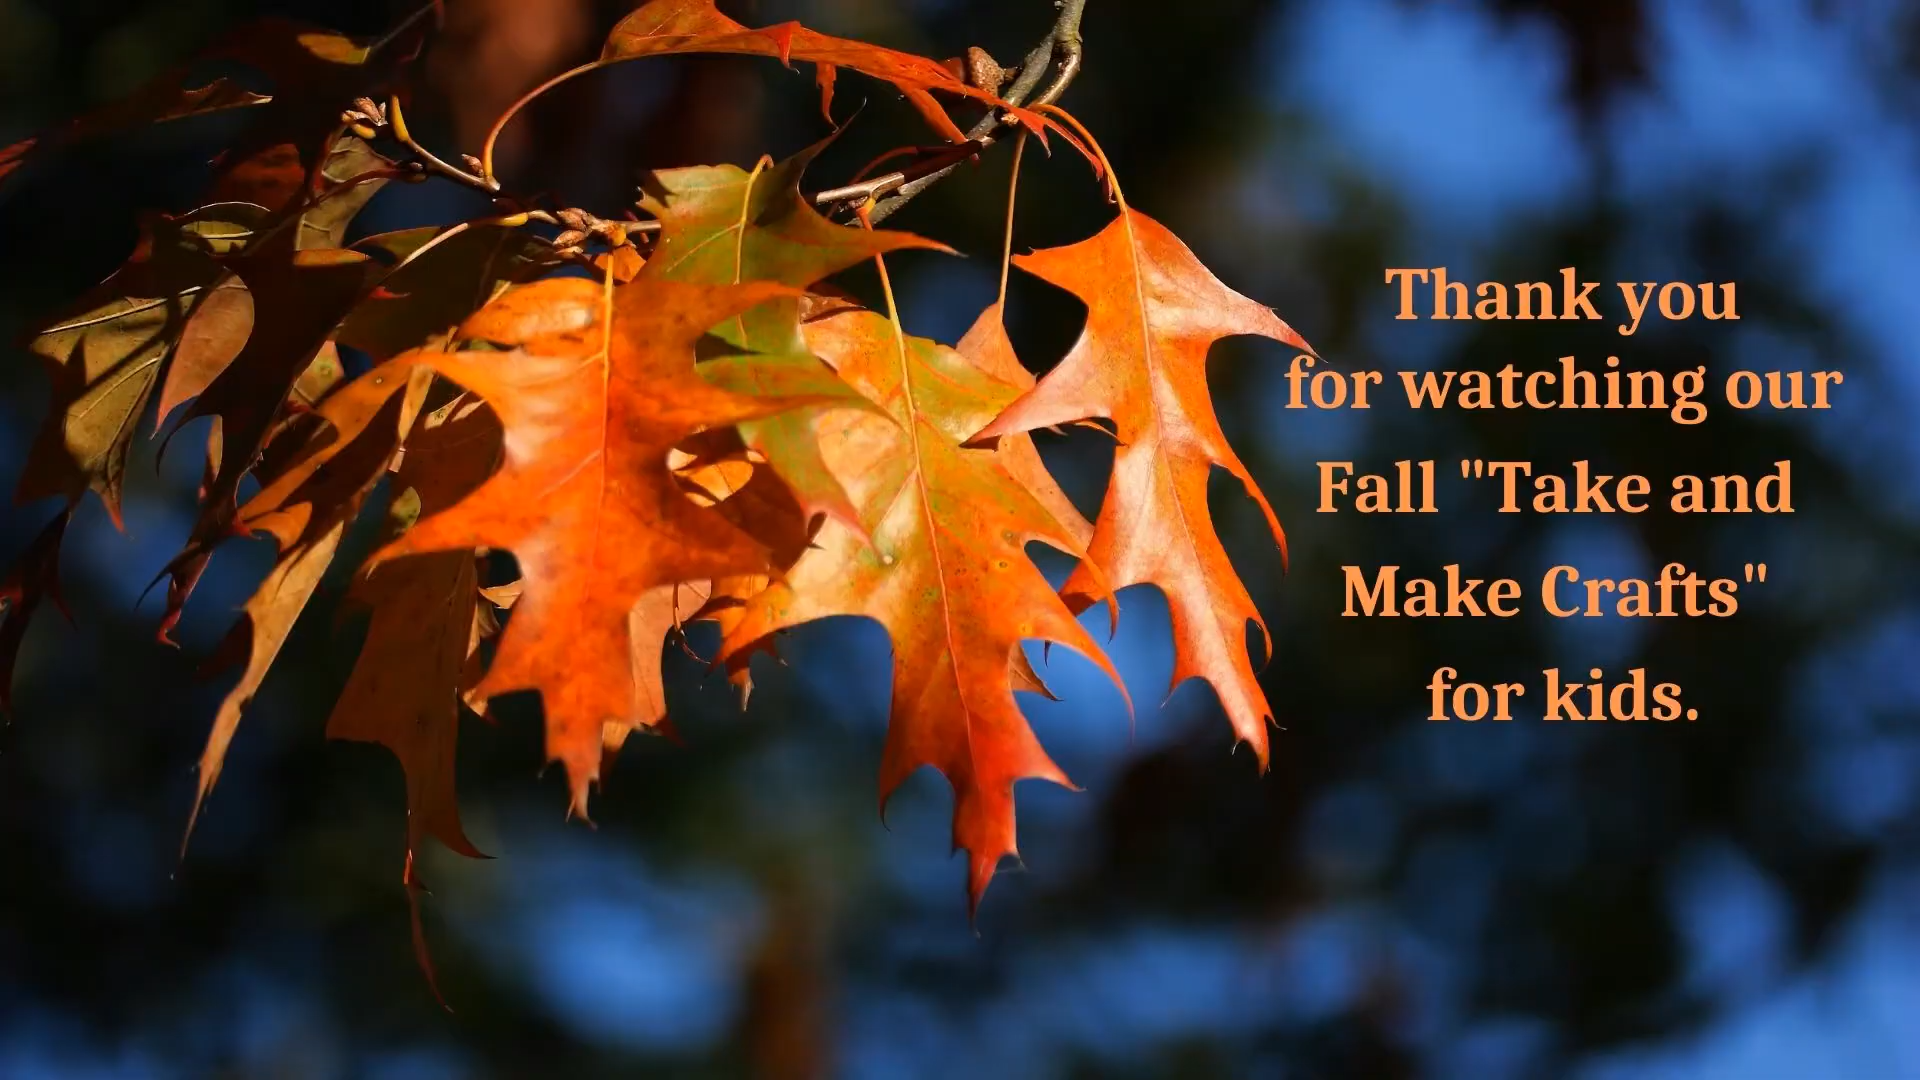 Thank you
for watching our
Fall "Take and
Make Crafts"
for kids.